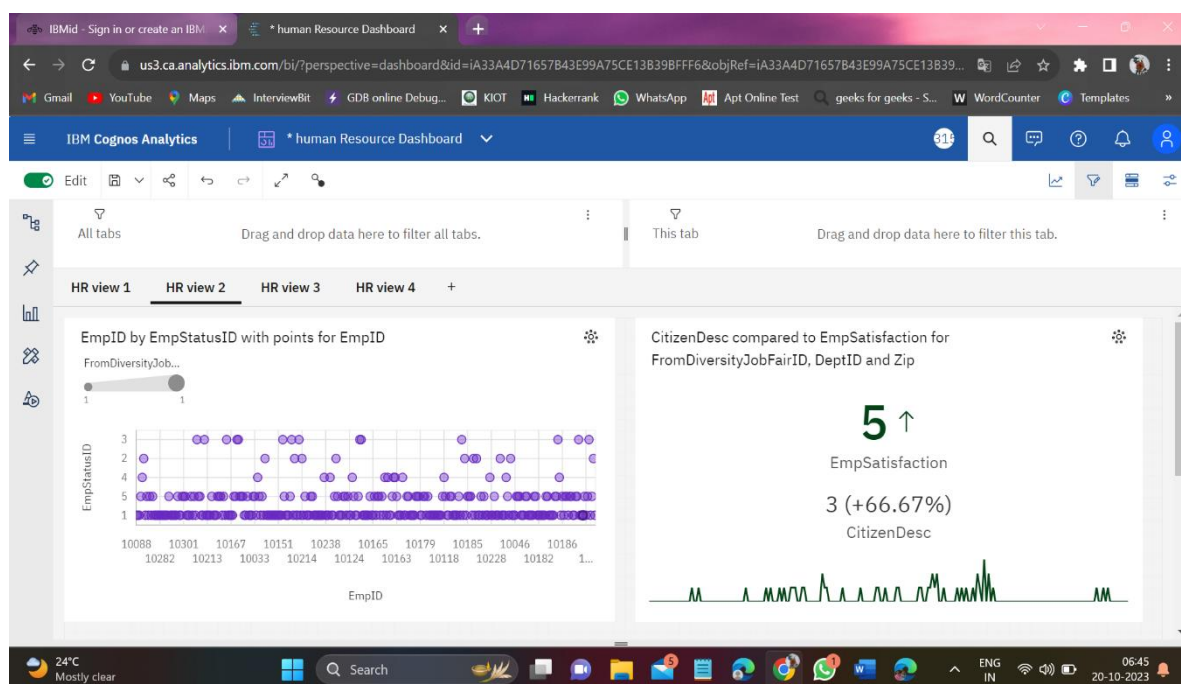 IBMid - Sign in or create an IBM
* human Resource Dashboard
us3.ca.analytics.ibm.com/bi/?perspective=dashboard&id=iA33A4D71657B43E99A75CE13B39BFFF6&objRef=iA33A4D71657B43E99A75CE13B39...
Gmail YouTube Maps InterviewBit GDB online Debug... KIOT Hackerrank WhatsApp Apt Online Test geeks for geeks - S... WordCounter Templates »
IBM Cognos Analytics * human Resource Dashboard
Edit
All tabs Drag and drop data here to filter all tabs.
This tab Drag and drop data here to filter this tab.
HR view 1 HR view 2 HR view 3 HR view 4 +
EmpID by EmpStatusID with points for EmpID
FromDiversityJob...
1 1
EmpStatusID
3
2
4
5
1
10088 10301 10167 10151 10238 10165 10179 10185 10046 10186
10282 10213 10033 10214 10124 10163 10118 10228 10182 1...
EmpID
CitizenDesc compared to EmpSatisfaction for
FromDiversityJobFairID, DeptID and Zip
5 ↑
EmpSatisfaction
3 (+66.67%)
CitizenDesc
24°C
Mostly clear
Search
ENG
IN
06:45
20-10-2023